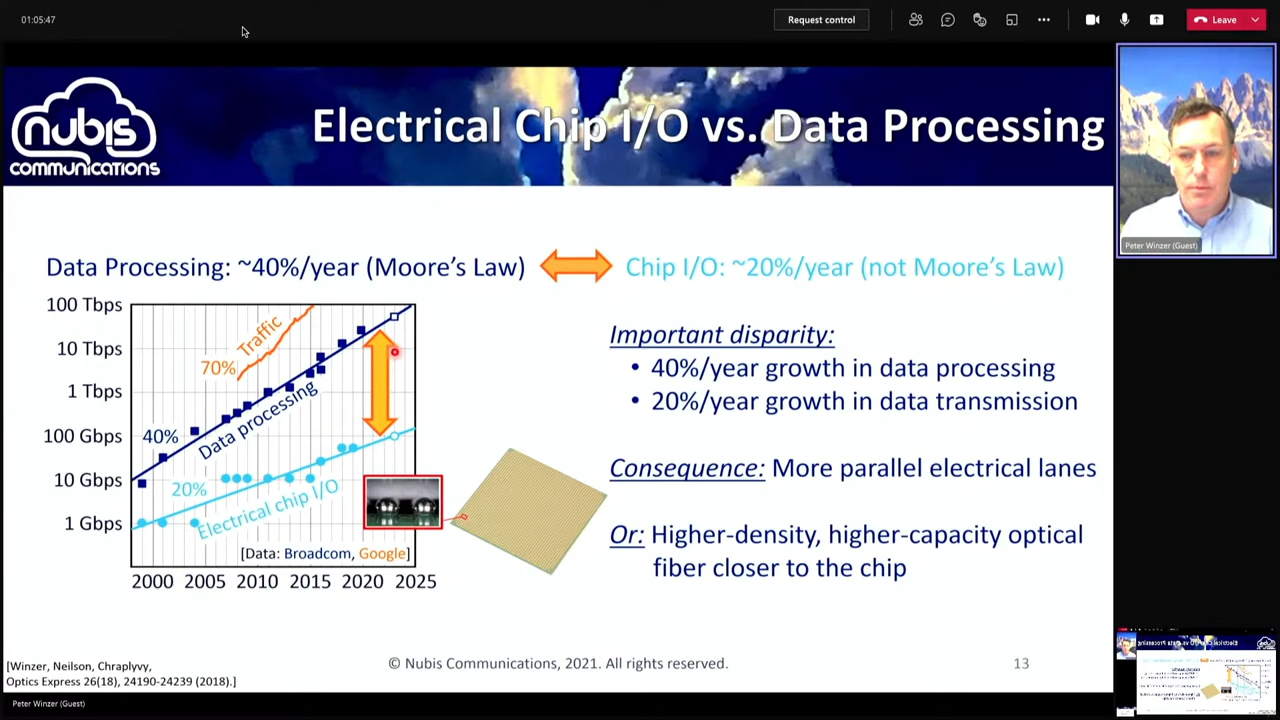 01:05:47
Request control
Leave
nubis
communications
Electrical Chip I/O vs. Data Processing
Peter Winzer (Guest)
Data Processing: ~40%/year (Moore's Law)
Chip I/O: ~20%/year (not Moore's Law)
100 Tbps
10 Tbps
1 Tbps
100 Gbps
10 Gbps
1 Gbps
70%
Traffic
40%
Data processing
20%
Electrical chip I/O
[Data: Broadcom, Google]
2000 2005 2010 2015 2020 2025
Important disparity:
• 40%/year growth in data processing
• 20%/year growth in data transmission
Consequence: More parallel electrical lanes
Or: Higher-density, higher-capacity optical
fiber closer to the chip
[Winzer, Neilson, Chraplyvy,
Optics Express 26(18), 24190-24239 (2018).]
© Nubis Communications, 2021. All rights reserved.
13
Peter Winzer (Guest)